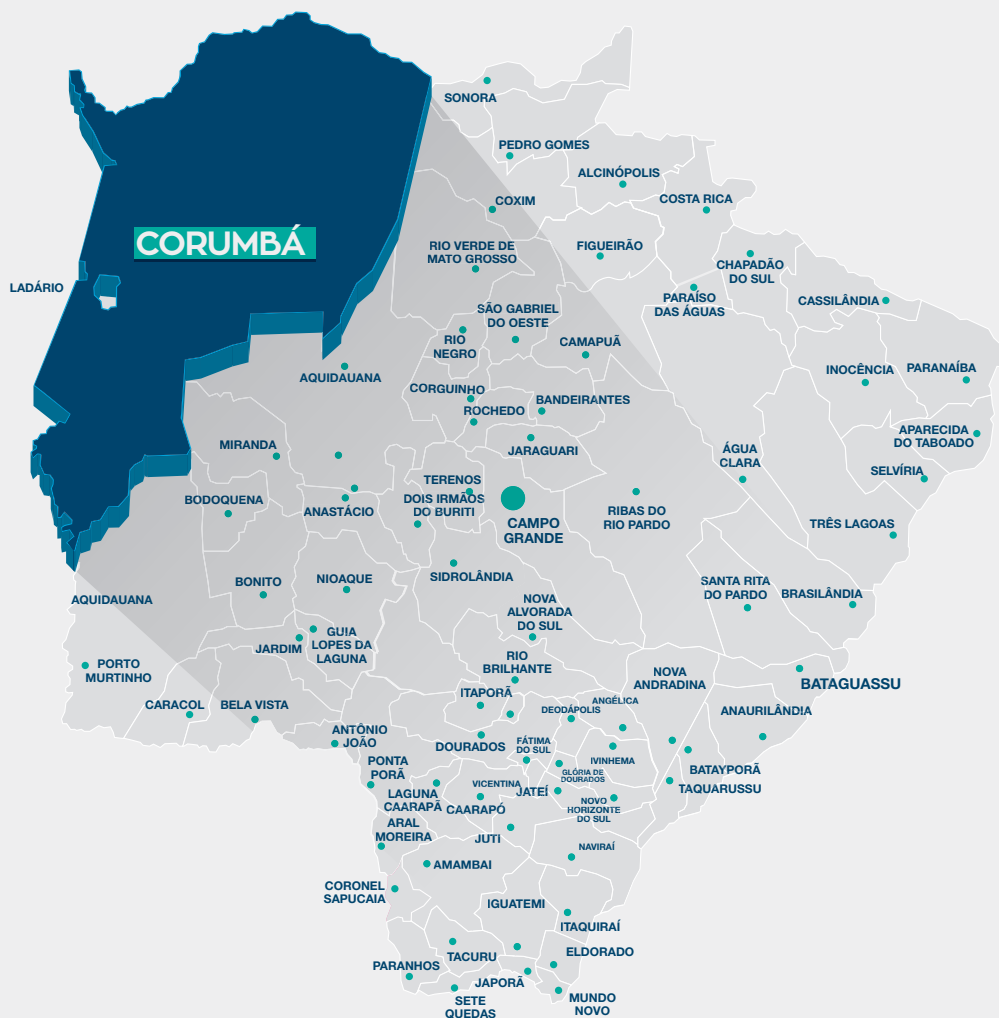 SONORA
PEDRO GOMES
ALCINÓPOLIS
COSTA RICA
COXIM
CORUMBÁ
RIO VERDE DE
MATO GROSSO
FIGUEIRÃO
CHAPADÃO
DO SUL
LADÁRIO
PARAÍSO
DAS ÁGUAS
CASSILÂNDIA
SÃO GABRIEL
DO OESTE
RIO
NEGRO
CAMAPUÃ
AQUIDAUANA
INOCÊNCIA
PARANAÍBA
CORGUINHO
BANDEIRANTES
ROCHEDO
APARECIDA
DO TABOADO
MIRANDA
JARAGUARI
ÁGUA
CLARA
SELVÍRIA
TERENOS
BODOQUENA
DOIS IRMÃOS
DO BURITI
ANASTÁCIO
CAMPO
GRANDE
RIBAS DO
RIO PARDO
TRÊS LAGOAS
SIDROLÂNDIA
BONITO
NIOAQUE
SANTA RITA
DO PARDO
BRASILÂNDIA
AQUIDAUANA
NOVA
ALVORADA
DO SUL
GUIA
LOPES DA
LAGUNA
JARDIM
RIO
BRILHANTE
PORTO
MURTINHO
NOVA
ANDRADINA
BATAGUASSU
ITAPORÃ
CARACOL
BELA VISTA
ANGÉLICA
DEODÁPOLIS
ANAURILÂNDIA
ANTÔNIO
JOÃO
DOURADOS
FÁTIMA
DO SUL
IVINHEMA
BATAYPORÃ
PONTA
PORÃ
GLÓRIA DE
DOURADOS
VICENTINA
JATEÍ
TAQUARUSSU
LAGUNA
CAARAPÃ
CAARAPÓ
NOVO
HORIZONTE
DO SUL
ARAL
MOREIRA
JUTI
NAVIRAÍ
AMAMBAI
CORONEL
SAPUCAIA
IGUATEMI
ITAQUIRAÍ
TACURU
ELDORADO
PARANHOS
JAPORÃ
SETE
QUEDAS
MUNDO
NOVO